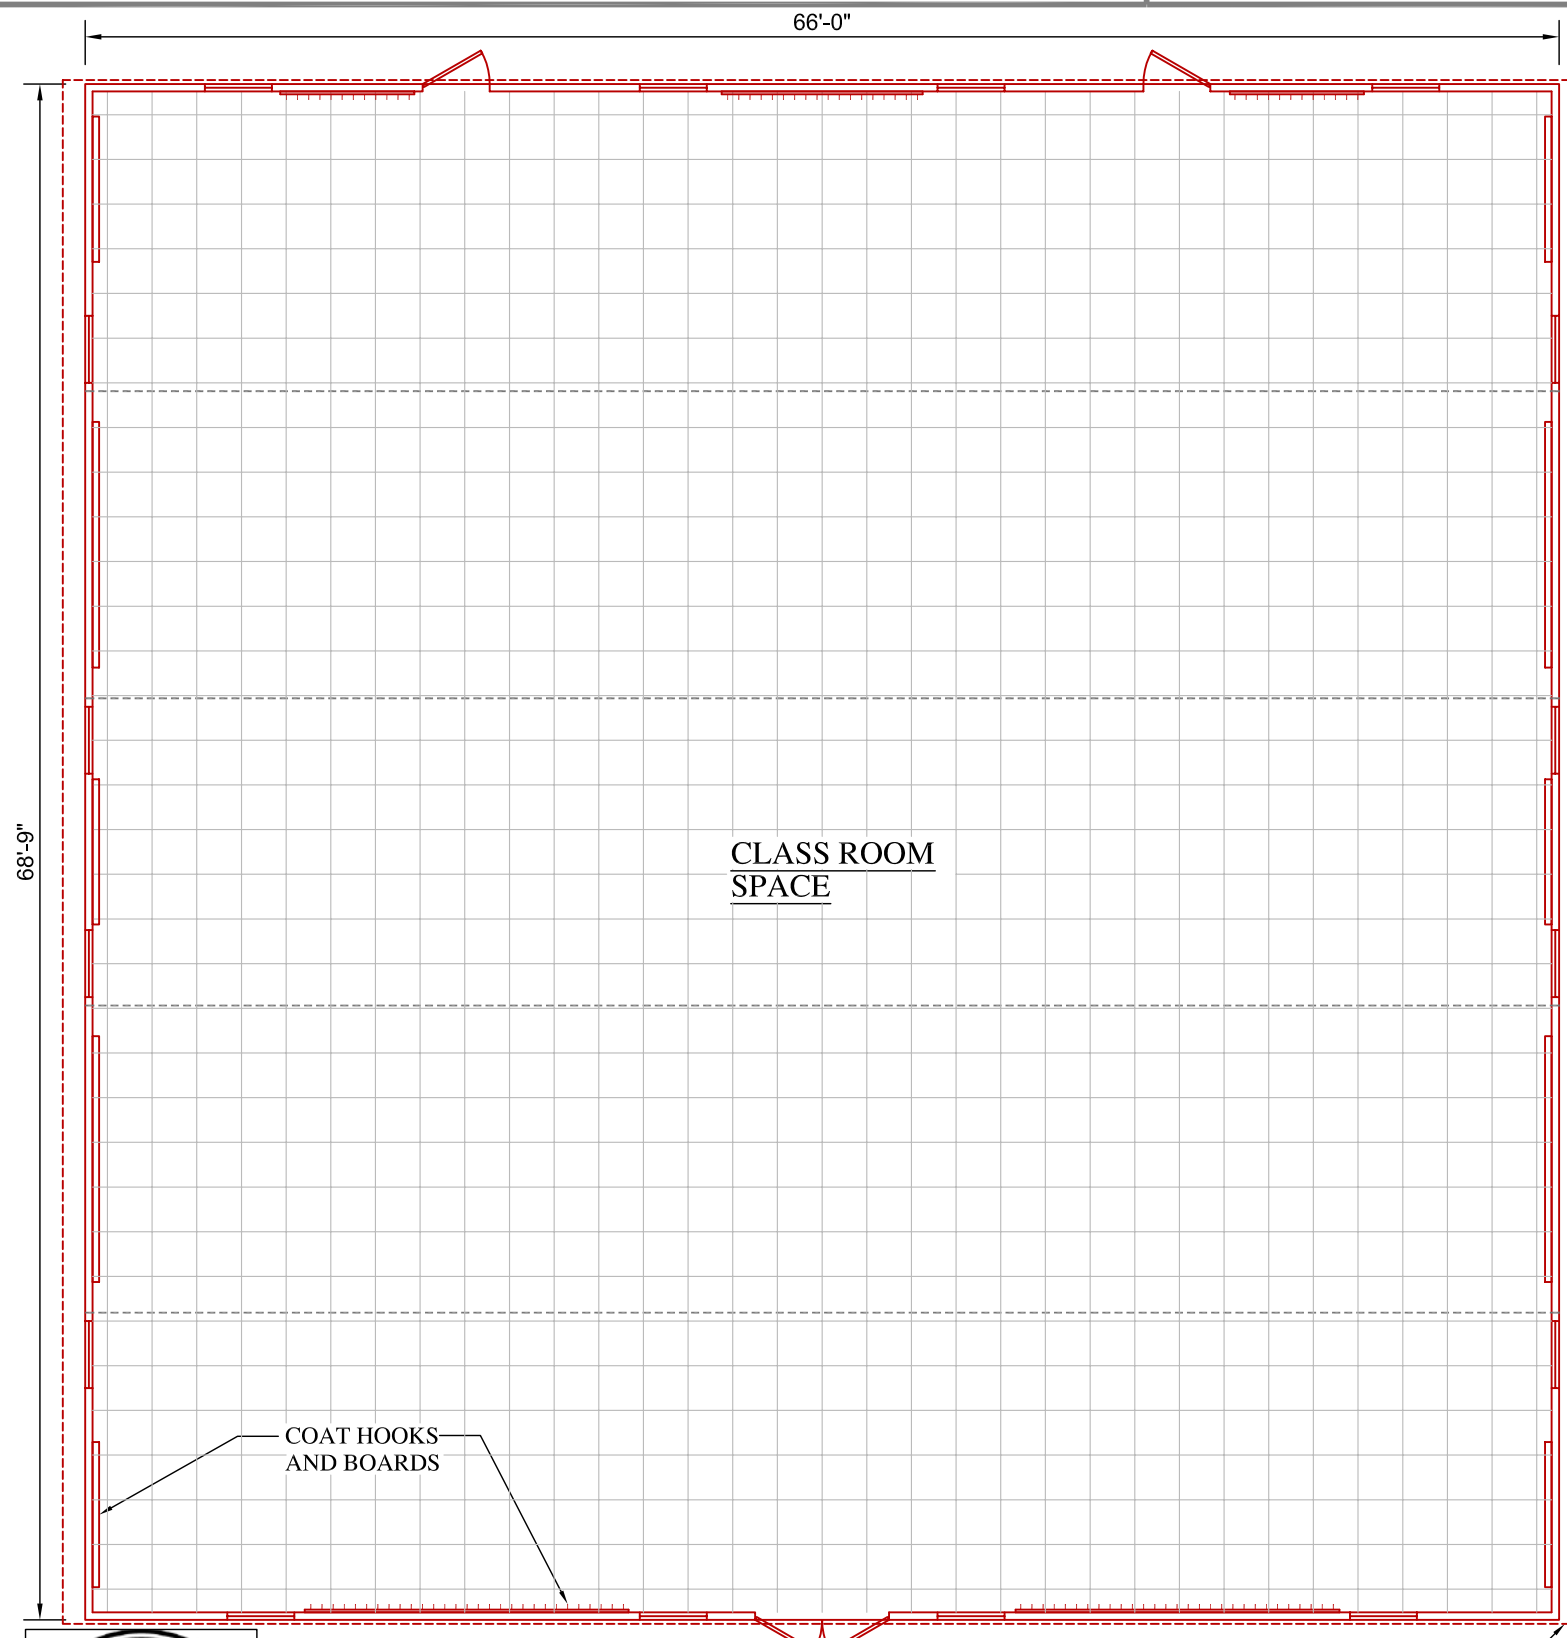 66'-0"
68'-9"
CLASS ROOM
SPACE
COAT HOOKS
AND BOARDS